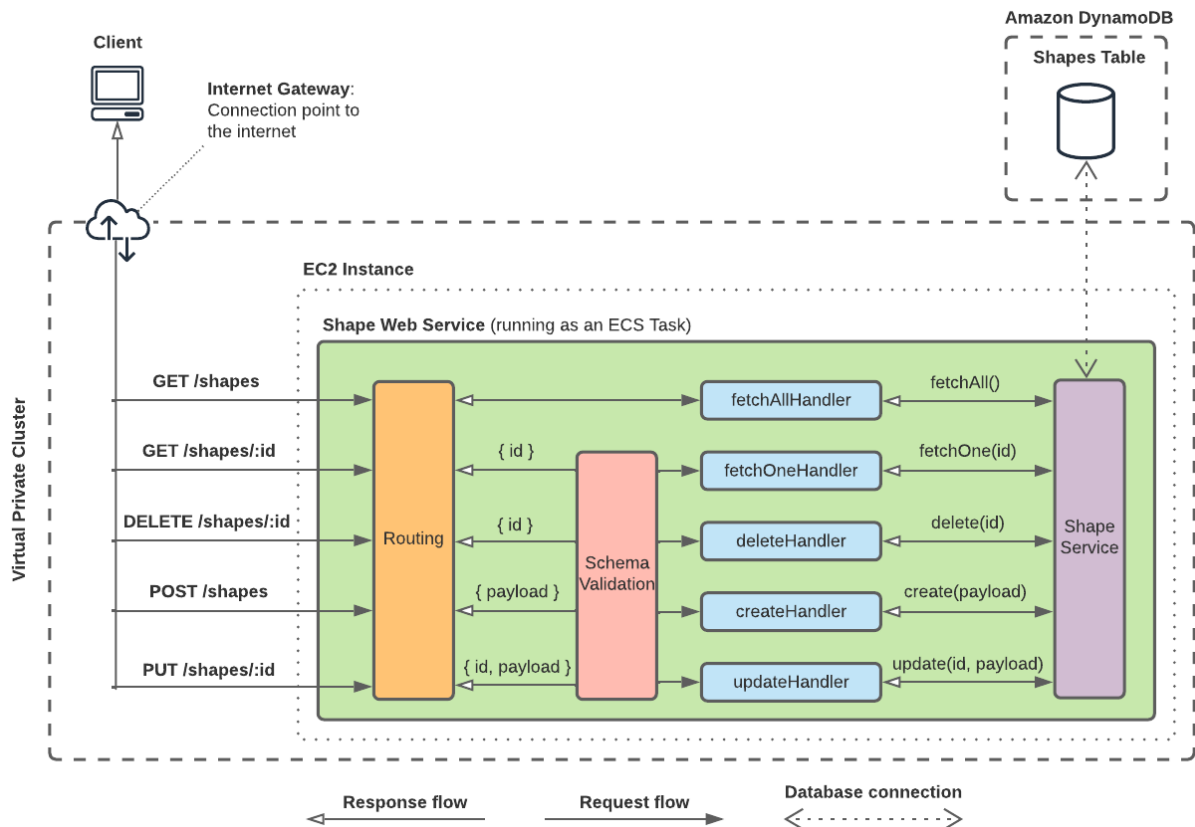 Amazon DynamoDB
Client
Shapes Table
Internet Gateway:
Connection point to
the internet
EC2 Instance
Shape Web Service (running as an ECS Task)
GET /shapes
fetchAllHandler
fetchAll()
GET /shapes/:id
{ id }
fetchOneHandler
fetchOne(id)
DELETE /shapes/:id
{ id }
deleteHandler
delete(id)
Routing
Schema
Validation
Shape
Service
POST /shapes
{ payload }
createHandler
create(payload)
PUT /shapes/:id
{ id, payload }
updateHandler
update(id, payload)
Virtual Private Cluster
Response flow
Request flow
Database connection